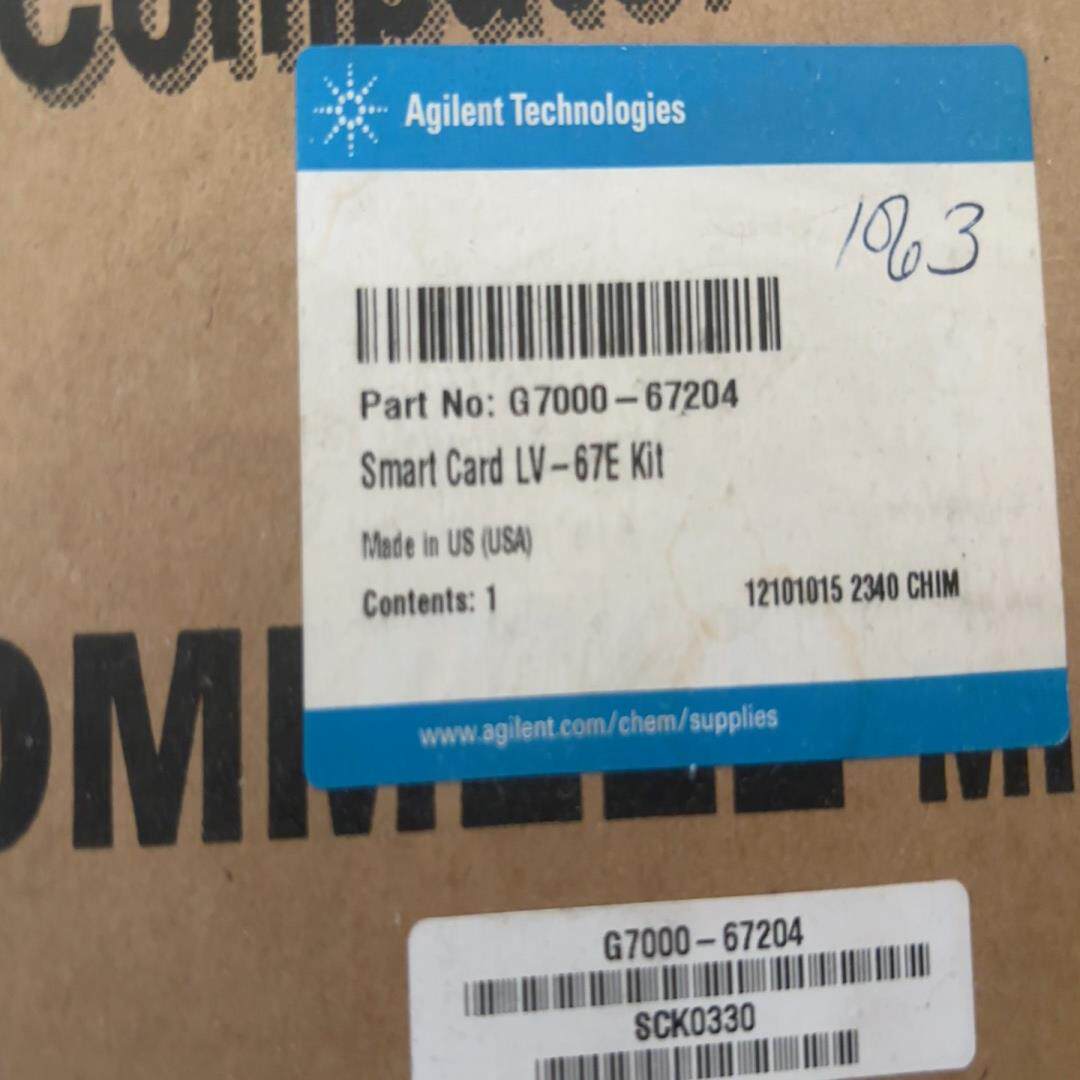 Computer
Agilent Technologies
1063
Part No: G7000-67204
Smart Card LV-67E Kit
Made in US (USA)
Contents: 1
12101015 2340 CHIM
www.agilent.com/chem/supplies
G7000-67204
SCK0330